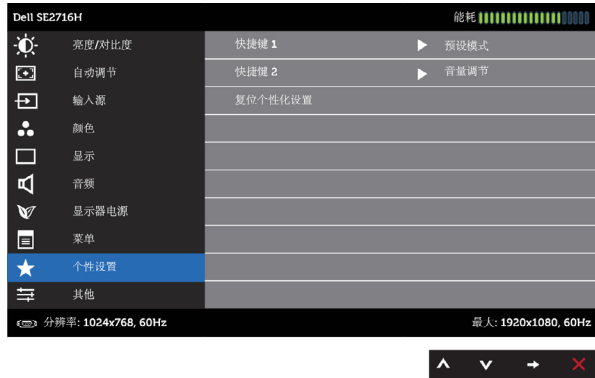 Dell SE2716H 能耗
亮度/对比度 快捷键 1 预设模式
自动调节 快捷键 2 音量调节
输入源 复位个性化设置
颜色
显示
音频
显示器电源
菜单
个性设置
其他
分辨率: 1024x768, 60Hz 最大: 1920x1080, 60Hz